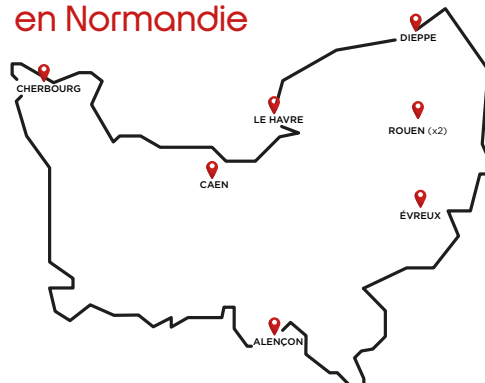 en Normandie
DIEPPE
CHERBOURG
LE HAVRE
ROUEN (x2)
CAEN
ÉVREUX
ALENÇON